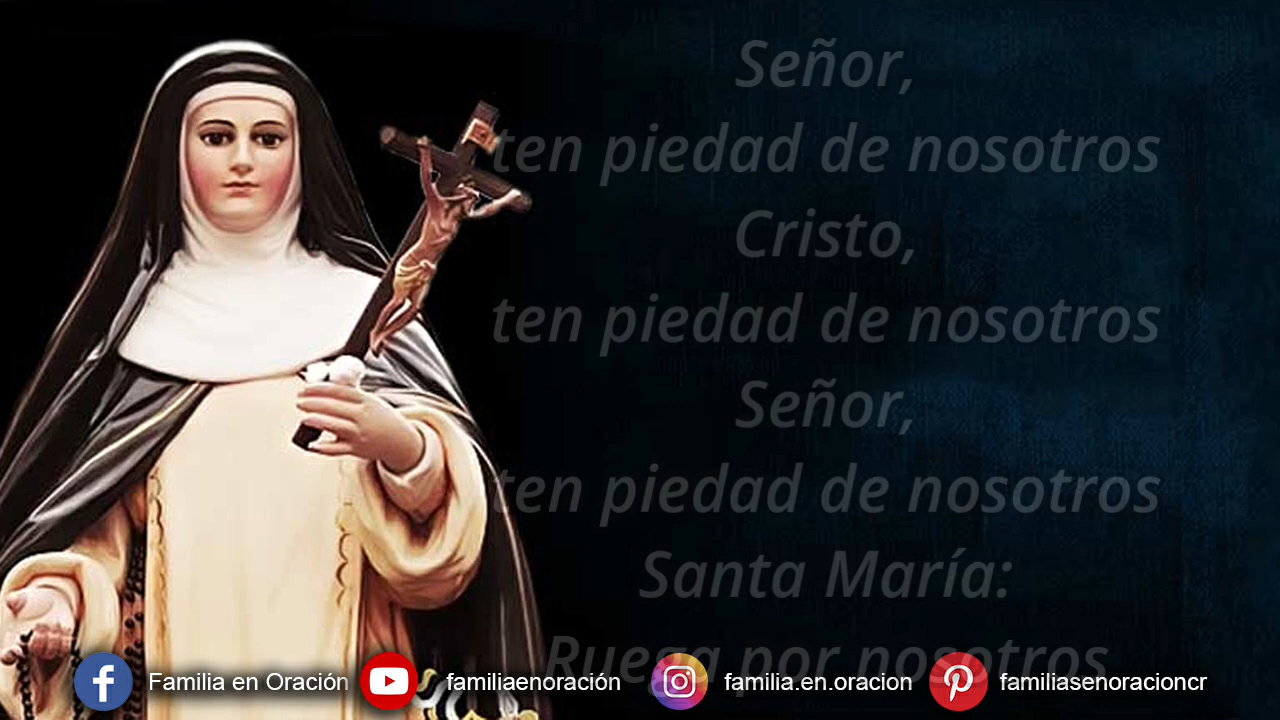 Señor,
ten piedad de nosotros
Cristo,
ten piedad de nosotros
Señor,
ten piedad de nosotros
Santa María:
Ruega por nosotros
Familia en Oración
familiaenoración
familia.en.oracion
familiasenoracioncr